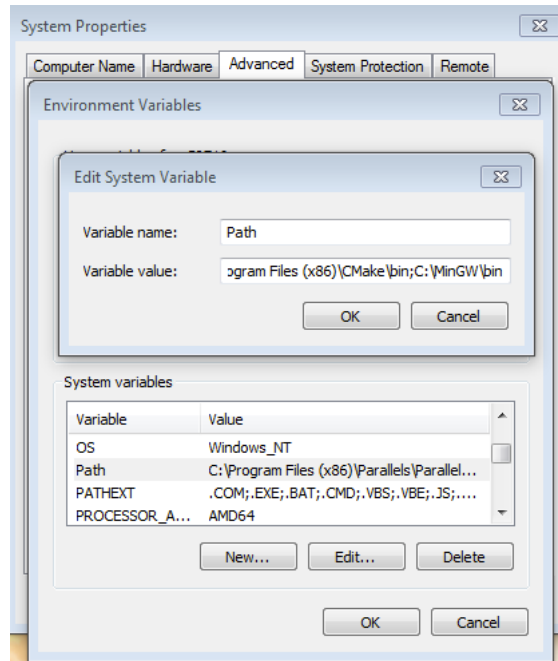 System Properties
Computer Name Hardware Advanced System Protection Remote
Environment Variables
Edit System Variable
Variable name: Path
Variable value: ogram Files (x86)\CMake\bin;C:\MinGW\bin
OK Cancel
System variables
Variable Value
OS Windows_NT
Path C:\Program Files (x86)\Parallels\Parallel...
PATHEXT .COM;.EXE;.BAT;.CMD;.VBS;.VBE;.JS;....
PROCESSOR_A... AMD64
New... Edit... Delete
OK Cancel